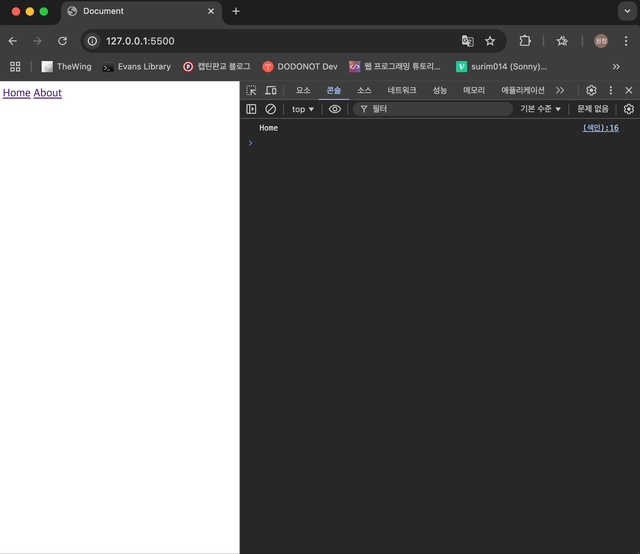 Document
127.0.0.1:5500
TheWing
Evans Library
캡틴판교 블로그
DODONOT Dev
웹 프로그래밍 튜토리...
surim014 (Sonny)...
Home About
요소 콘솔 소스 네트워크 성능 메모리 애플리케이션
top 필터 기본 수준 문제 없음
Home (색인):16